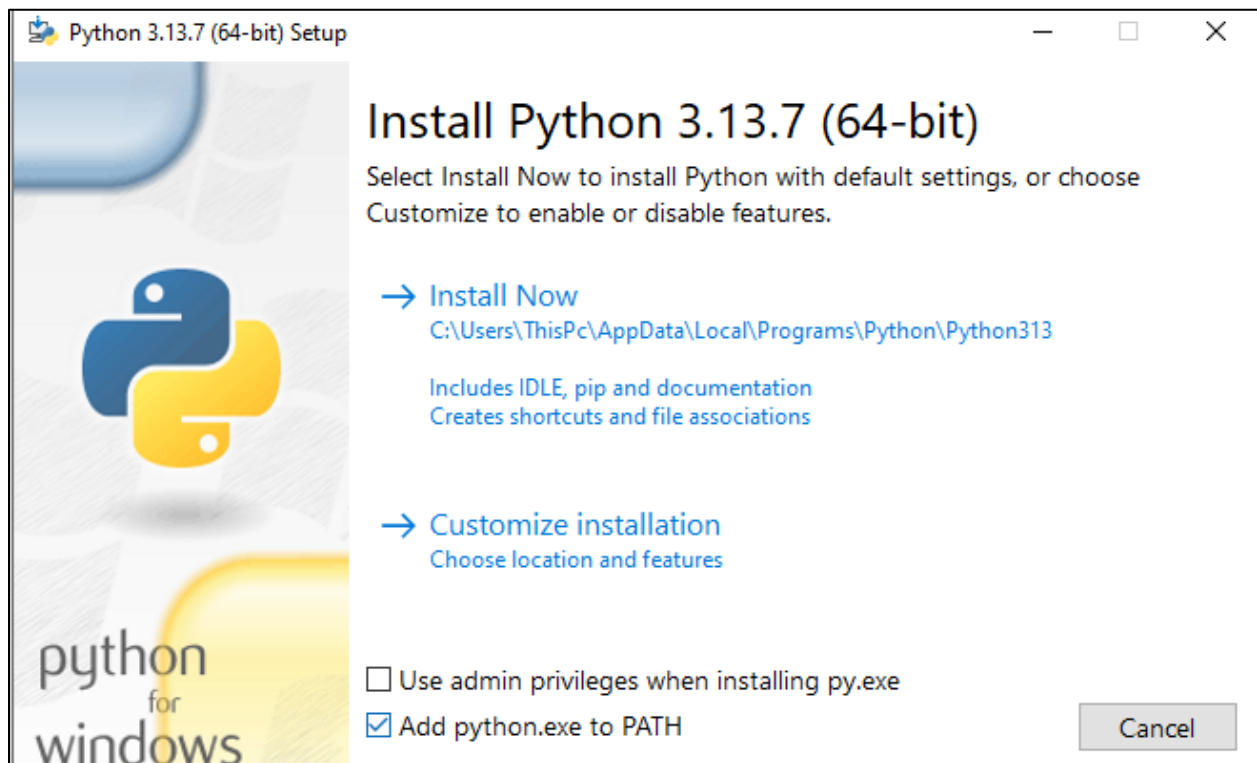 Python 3.13.7 (64-bit) Setup
Install Python 3.13.7 (64-bit)
Select Install Now to install Python with default settings, or choose
Customize to enable or disable features.
Install Now
C:\Users\ThisPc\AppData\Local\Programs\Python\Python313
Includes IDLE, pip and documentation
Creates shortcuts and file associations
Customize installation
Choose location and features
python
for
windows
Use admin privileges when installing py.exe
Add python.exe to PATH
Cancel